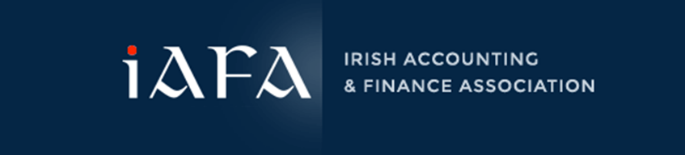 iAFA
IRISH ACCOUNTING
& FINANCE ASSOCIATION